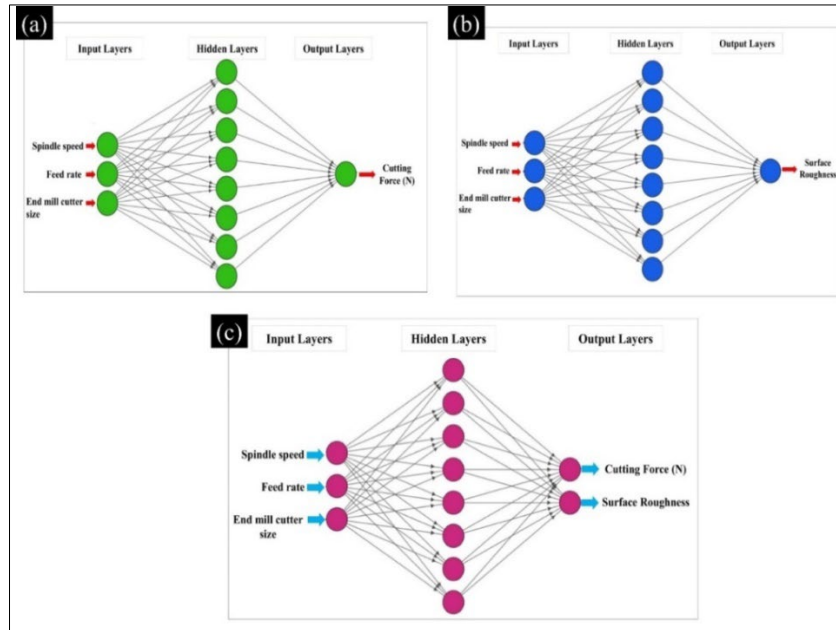 (a)
Input Layers
Hidden Layers
Output Layers
Spindle speed
Feed rate
End mill cutter
size
Cutting
Force (N)
(b)
Input Layers
Hidden Layers
Output Layers
Spindle speed
Feed rate
End mill cutter
size
Surface
Roughness
(c)
Input Layers
Hidden Layers
Output Layers
Spindle speed
Feed rate
End mill cutter
size
Cutting Force (N)
Surface Roughness